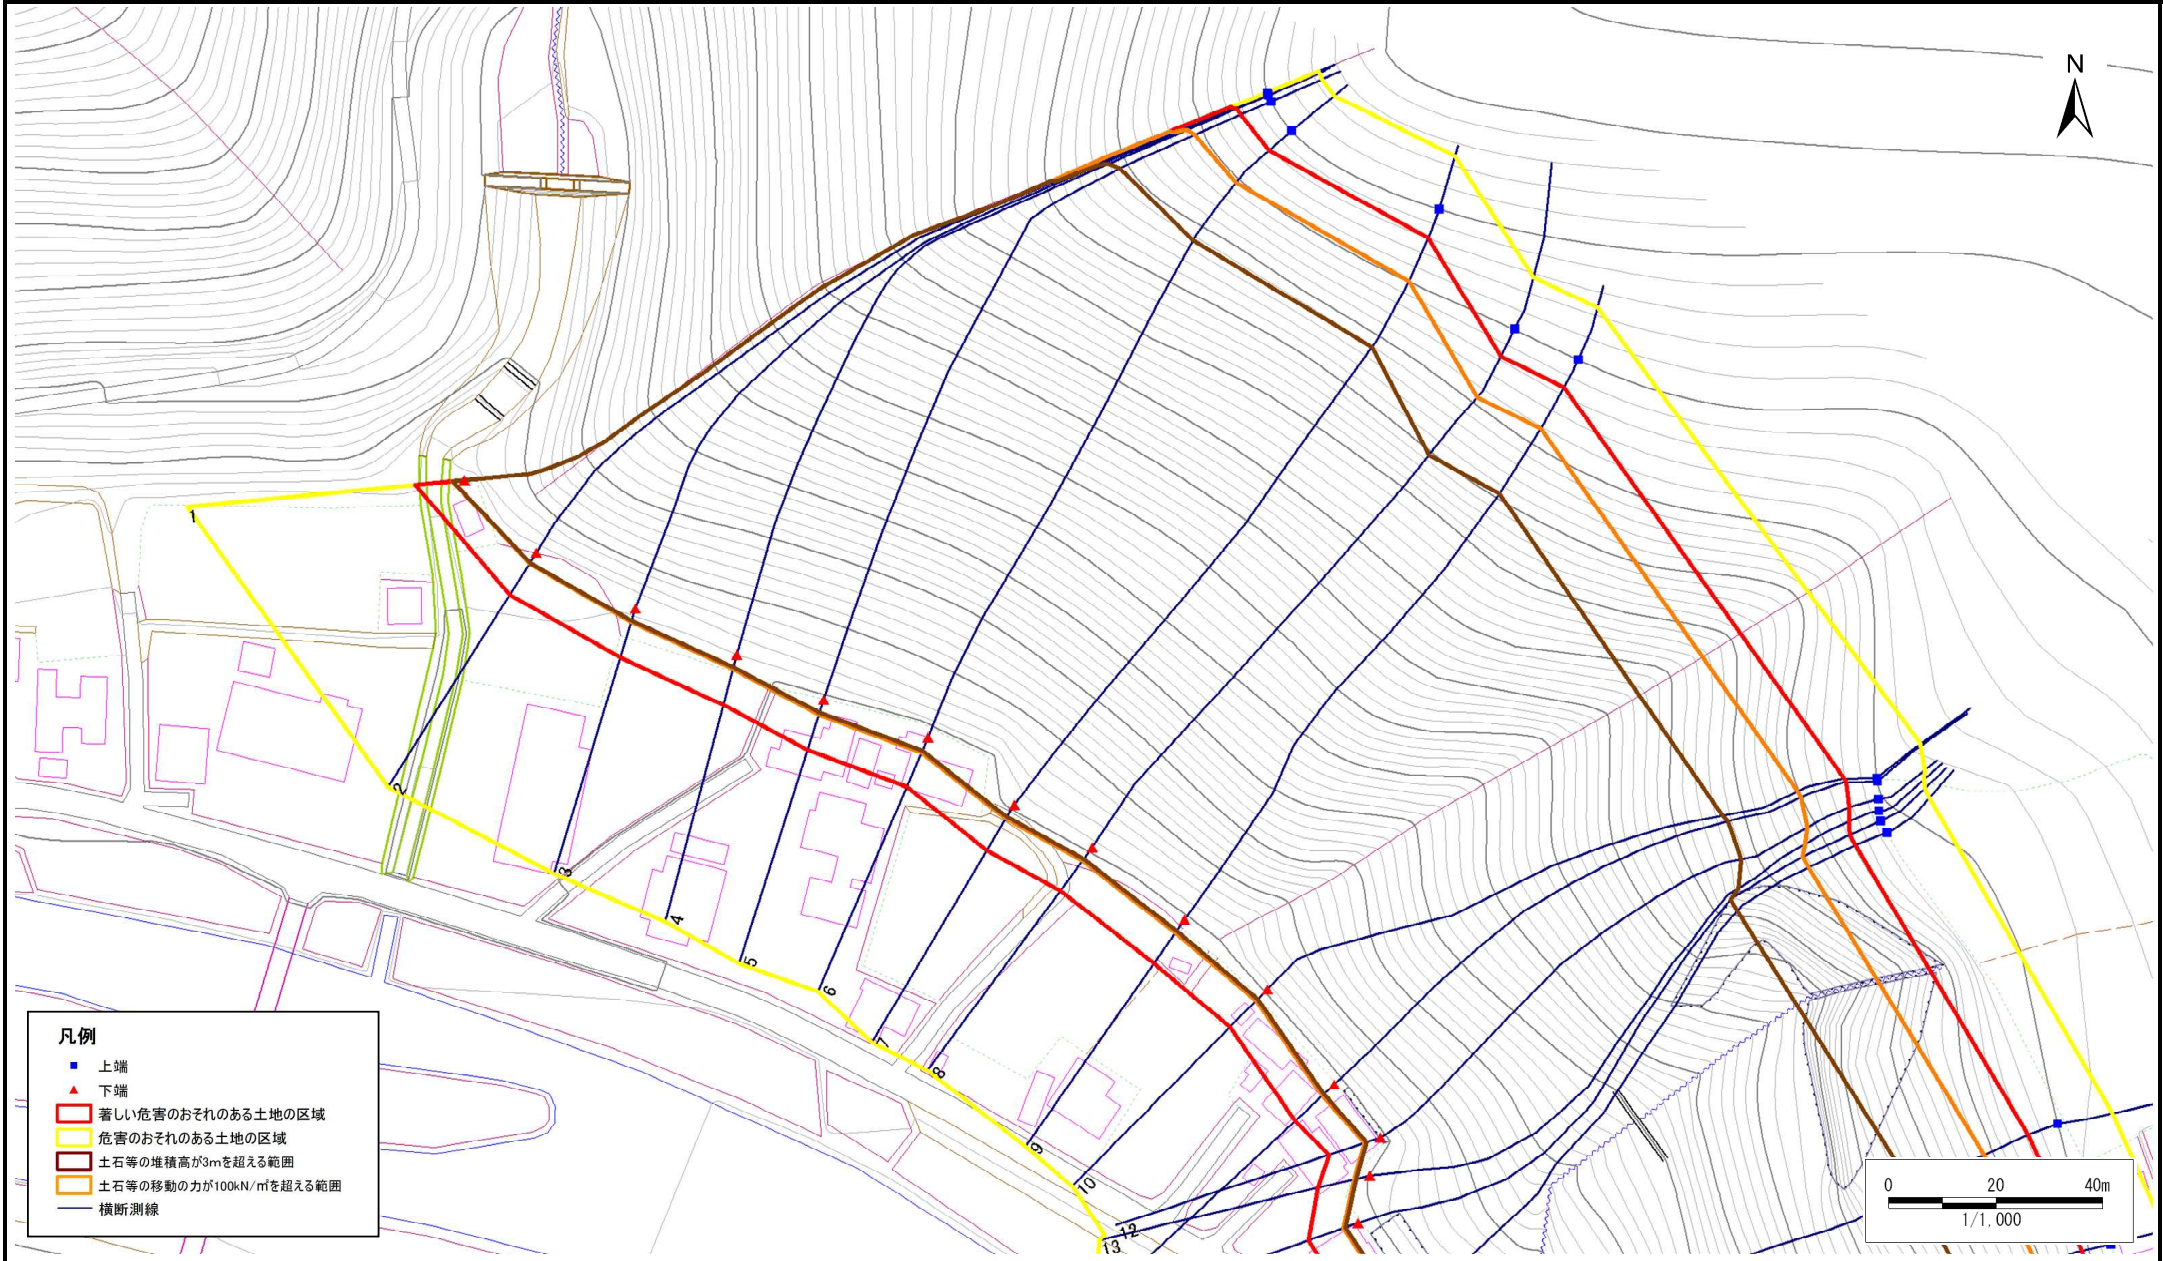 N
1
2
3
4
5
6
7
8
9
10
12
13
凡例
上端
下端
著しい危害のおそれのある土地の区域
危害のおそれのある土地の区域
土石等の堆積高が3mを超える範囲
土石等の移動の力が100kN/㎡を超える範囲
横断測線
0 20 40m
1/1,000